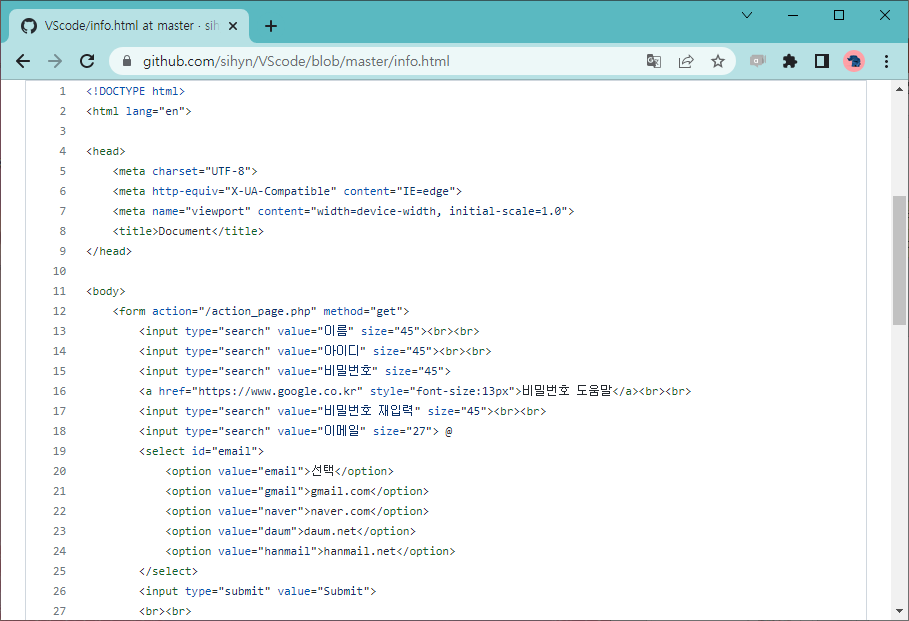 VScode/info.html at master · sih
github.com/sihyn/VScode/blob/master/info.html
1 <!DOCTYPE html>
2 <html lang="en">
3
4 <head>
5 <meta charset="UTF-8">
6 <meta http-equiv="X-UA-Compatible" content="IE=edge">
7 <meta name="viewport" content="width=device-width, initial-scale=1.0">
8 <title>Document</title>
9 </head>
10
11 <body>
12 <form action="/action_page.php" method="get">
13 <input type="search" value="이름" size="45"><br><br>
14 <input type="search" value="아이디" size="45"><br><br>
15 <input type="search" value="비밀번호" size="45">
16 <a href="https://www.google.co.kr" style="font-size:13px">비밀번호 도움말</a><br><br>
17 <input type="search" value="비밀번호 재입력" size="45"><br><br>
18 <input type="search" value="이메일" size="27"> @
19 <select id="email">
20 <option value="email">선택</option>
21 <option value="gmail">gmail.com</option>
22 <option value="naver">naver.com</option>
23 <option value="daum">daum.net</option>
24 <option value="hanmail">hanmail.net</option>
25 </select>
26 <input type="submit" value="Submit">
27 <br><br>